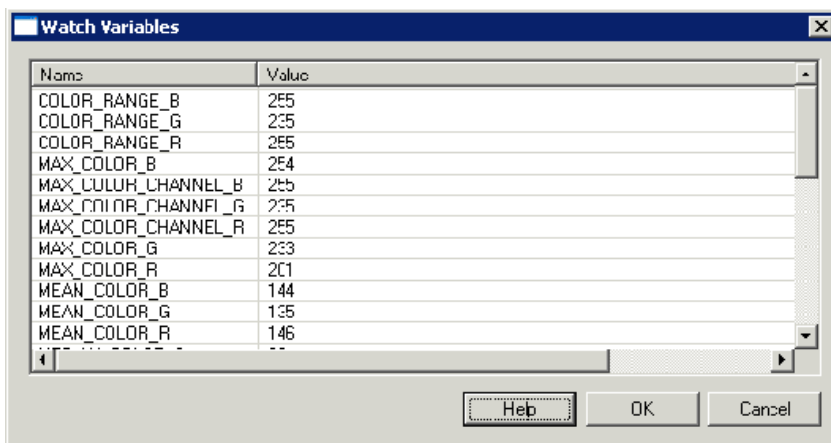 Watch Variables
Name Value
COLOR_RANGE_B 255
COLOR_RANGE_G 235
COLOR_RANGE_R 255
MAX_COLOR_B 254
MAX_COLOR_CHANNEL_B 255
MAX_COLOR_CHANNEL_G 235
MAX_COLOR_CHANNEL_R 255
MAX_COLOR_G 233
MAX_COLOR_R 201
MEAN_COLOR_B 144
MEAN_COLOR_G 135
MEAN_COLOR_R 146
Help OK Cancel